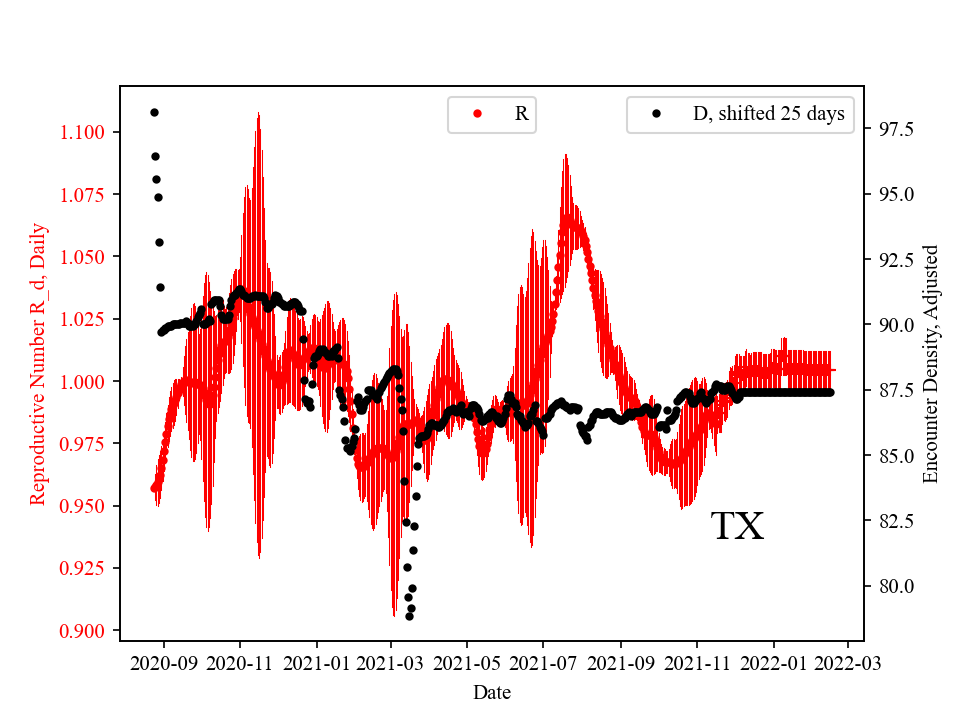 R
D, shifted 25 days
Reproductive Number R_d, Daily
1.100
1.075
1.050
1.025
1.000
0.975
0.950
0.925
0.900
97.5
95.0
92.5
90.0
87.5
85.0
82.5
80.0
Encounter Density, Adjusted
TX
2020-09 2020-11 2021-01 2021-03 2021-05 2021-07 2021-09 2021-11 2022-01 2022-03
Date